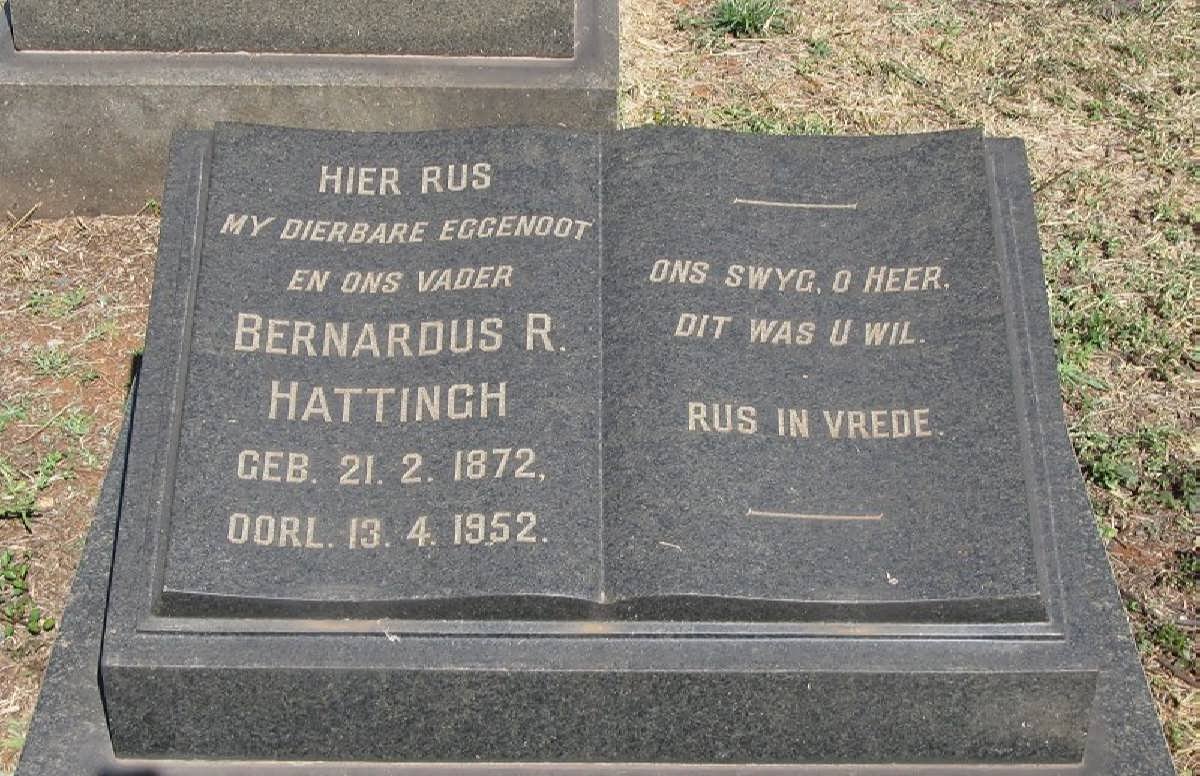 HIER RUS
MY DIERBARE EGGENOOT
EN ONS VADER
BERNARDUS R.
HATTINGH
GEB. 21. 2. 1872,
OORL. 13. 4. 1952.
ONS SWYG, O HEER,
DIT WAS U WIL.
RUS IN VREDE.